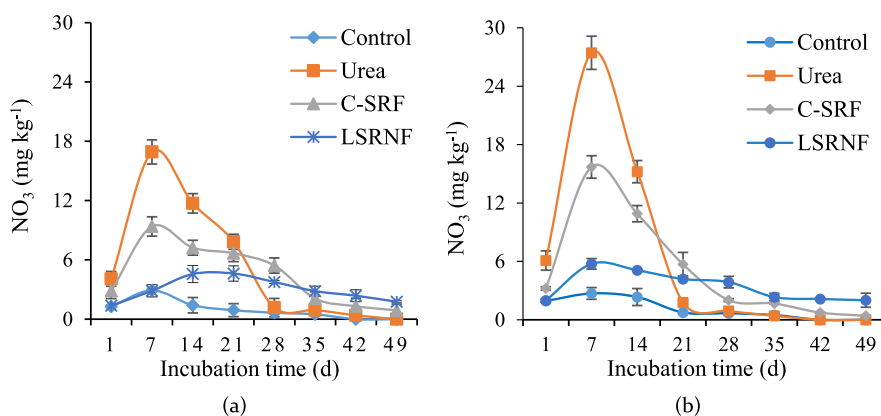 30
24
18
12
6
0
NO3 (mg kg-1)
Control
Urea
C-SRF
LSRNF
1 7 14 21 28 35 42 49
Incubation time (d)
(a)
30
24
18
12
6
0
NO3 (mg kg-1)
Control
Urea
C-SRF
LSRNF
1 7 14 21 28 35 42 49
Incubation time (d)
(b)